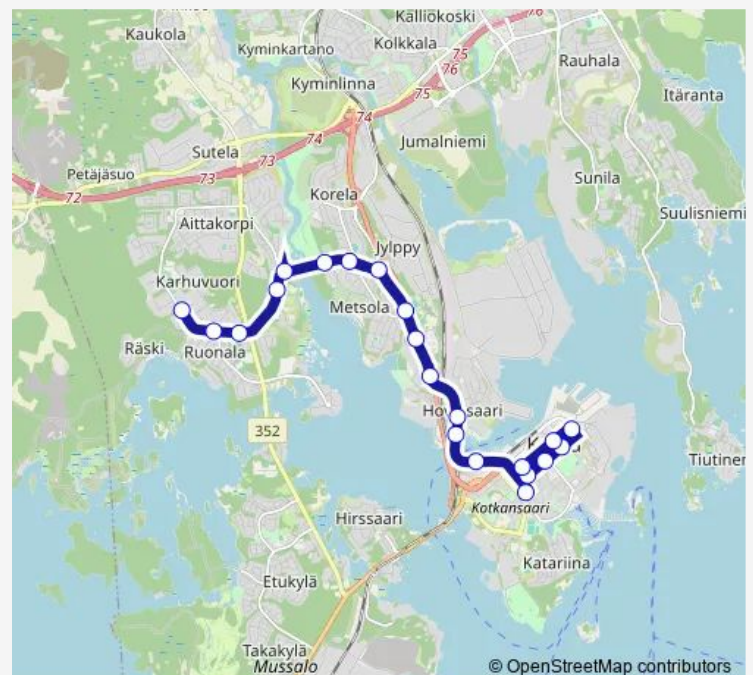 Kaukola
Kalliokoski
76
Kyminkartano
Kolkkala
75
76
Rauhala
Kyminlinna
75
Itäranta
74
74
Jumalniemi
Sutela
73
Petäjäsuo
73
72
Korela
Sunila
Suulisniemi
Aittakorpi
Jylppy
Karhuvuori
Metsola
Räski
Ruonala
352
Tiutinen
Kotkansaari
Hirssaari
Katariina
Etukylä
Takakylä
Mussalo
© OpenStreetMap contributors